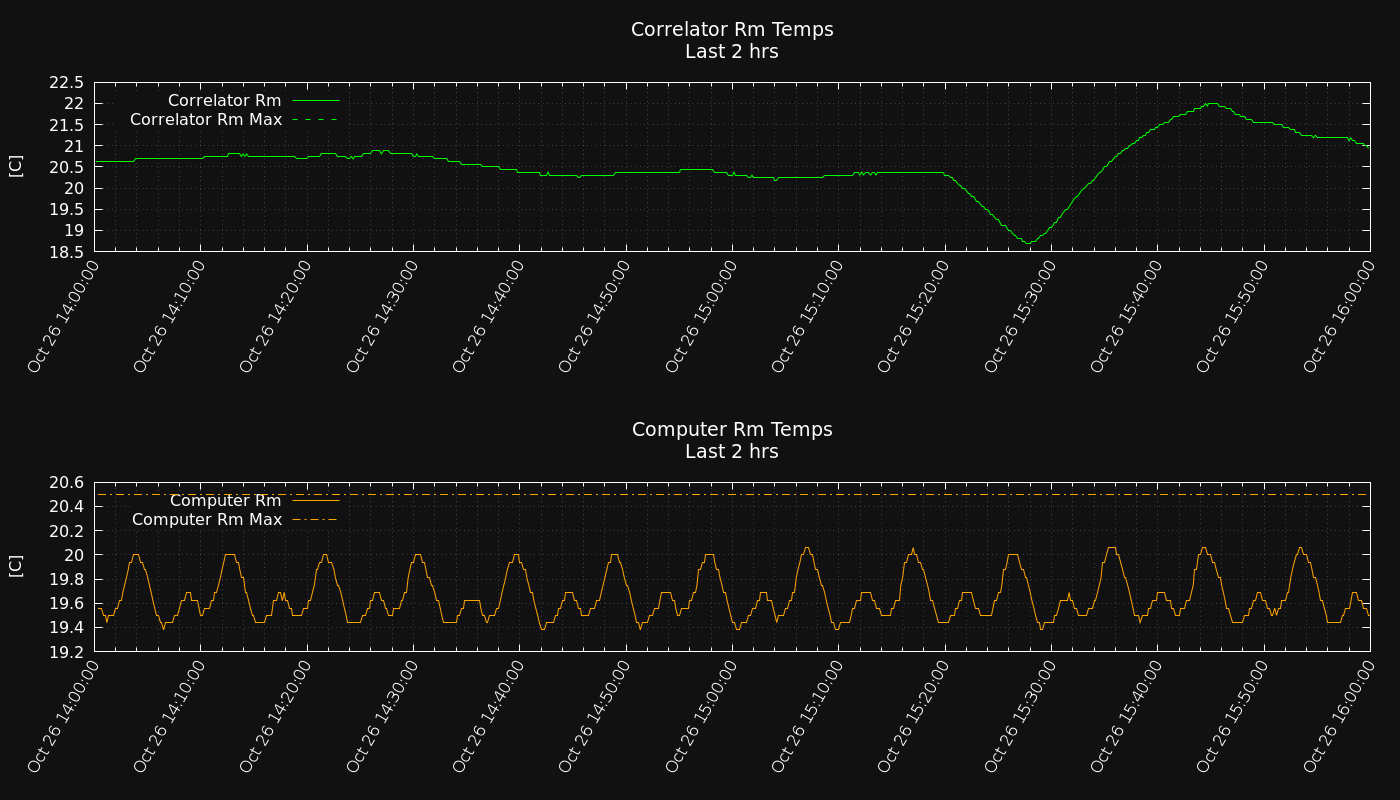 Correlator Rm Temps
Last 2 hrs
22.5
22
21.5
21
20.5
20
19.5
19
18.5
[C]
Correlator Rm
Correlator Rm Max
Oct 26 14:00:00
Oct 26 14:10:00
Oct 26 14:20:00
Oct 26 14:30:00
Oct 26 14:40:00
Oct 26 14:50:00
Oct 26 15:00:00
Oct 26 15:10:00
Oct 26 15:20:00
Oct 26 15:30:00
Oct 26 15:40:00
Oct 26 15:50:00
Oct 26 16:00:00
Computer Rm Temps
Last 2 hrs
20.6
20.4
20.2
20
19.8
19.6
19.4
19.2
[C]
Computer Rm
Computer Rm Max
Oct 26 14:00:00
Oct 26 14:10:00
Oct 26 14:20:00
Oct 26 14:30:00
Oct 26 14:40:00
Oct 26 14:50:00
Oct 26 15:00:00
Oct 26 15:10:00
Oct 26 15:20:00
Oct 26 15:30:00
Oct 26 15:40:00
Oct 26 15:50:00
Oct 26 16:00:00